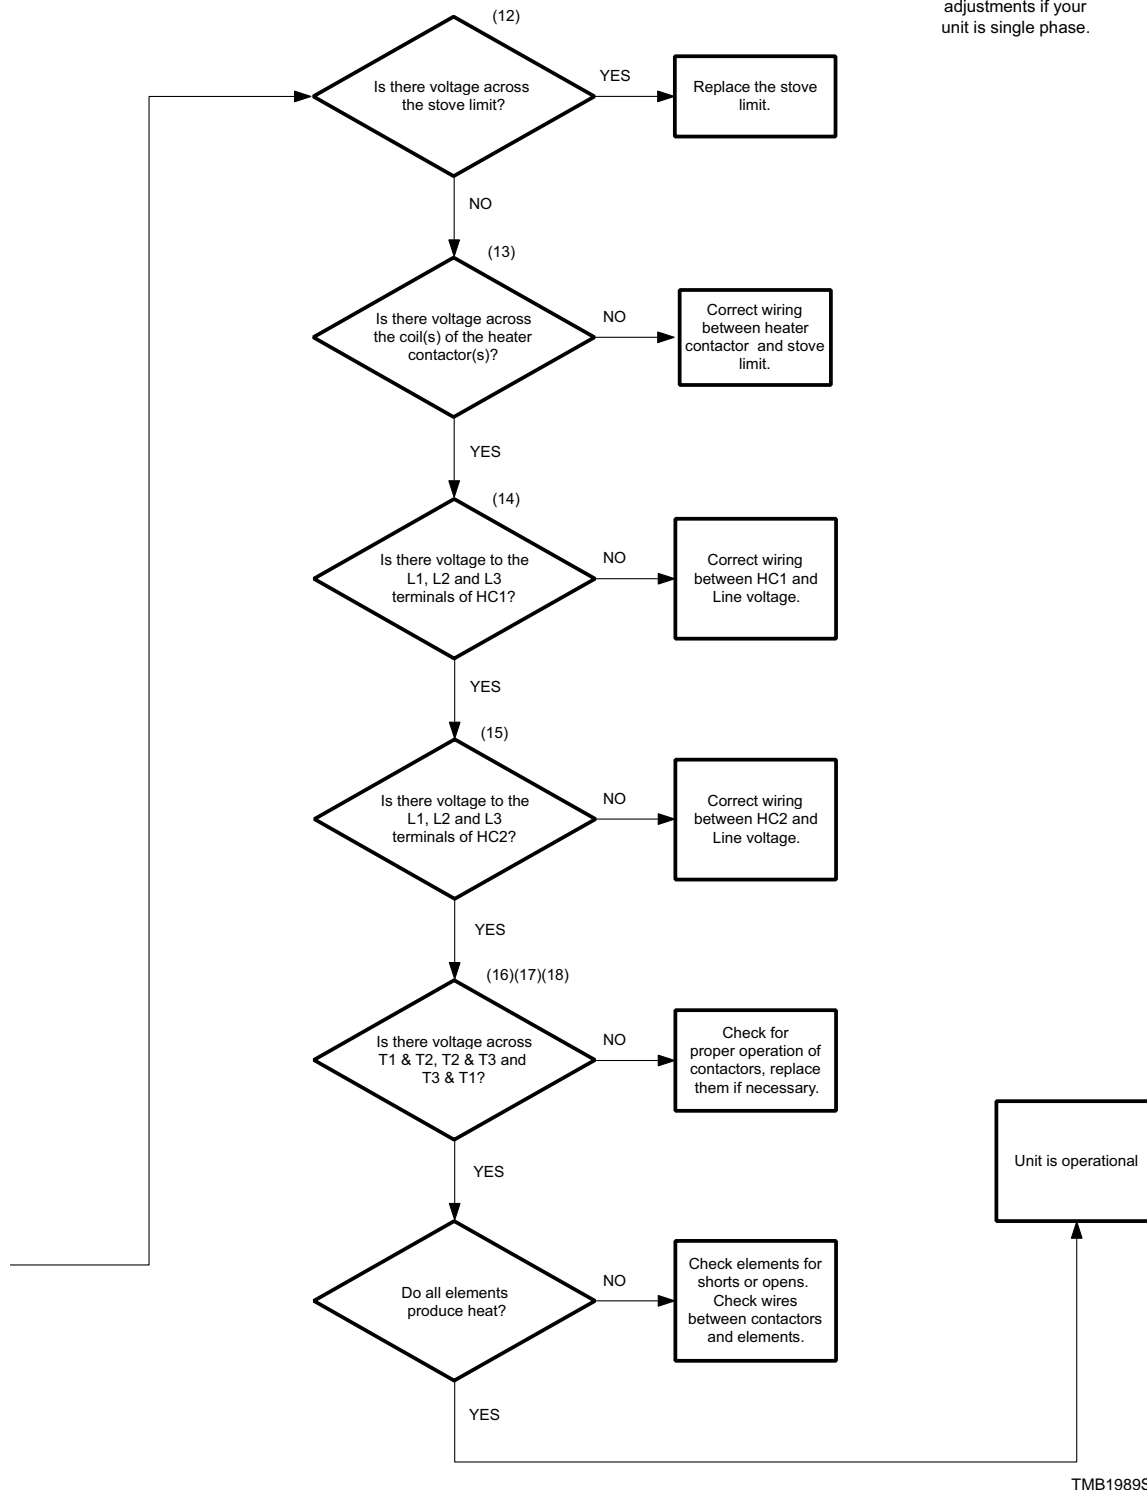 adjustments if your
unit is single phase.
(12)
Is there voltage across
the stove limit?
YES
Replace the stove
limit.
NO
(13)
Is there voltage across
the coil(s) of the heater
contactor(s)?
NO
Correct wiring
between heater
contactor and stove
limit.
YES
(14)
Is there voltage to the
L1, L2 and L3
terminals of HC1?
NO
Correct wiring
between HC1 and
Line voltage.
YES
(15)
Is there voltage to the
L1, L2 and L3
terminals of HC2?
NO
Correct wiring
between HC2 and
Line voltage.
YES
(16)(17)(18)
Is there voltage across
T1 & T2, T2 & T3 and
T3 & T1?
NO
Check for
proper operation of
contactors, replace
them if necessary.
YES
Unit is operational
Do all elements
produce heat?
NO
Check elements for
shorts or opens.
Check wires
between contactors
and elements.
YES
TMB1989S